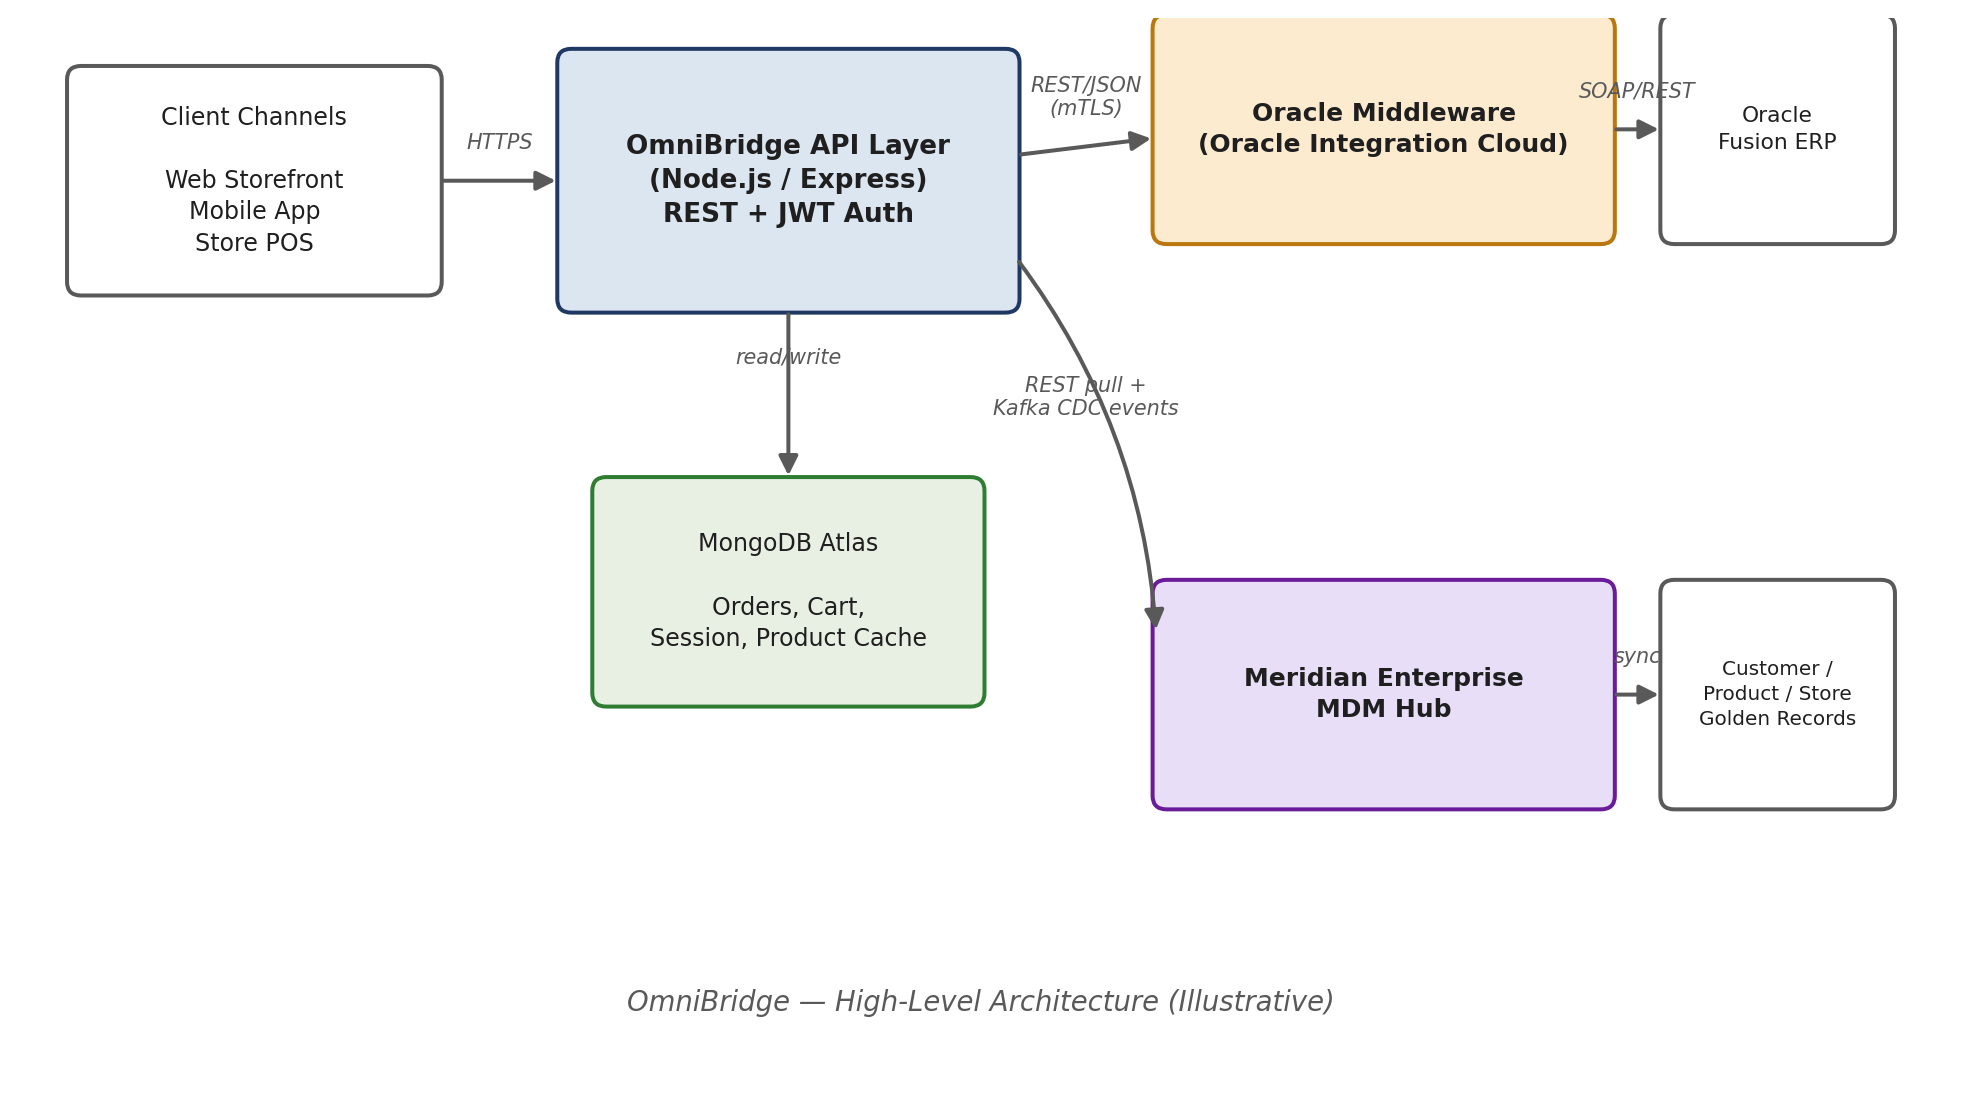 Client Channels
Web Storefront
Mobile App
Store POS
HTTPS
OmniBridge API Layer
(Node.js / Express)
REST + JWT Auth
REST/JSON
(mTLS)
Oracle Middleware
(Oracle Integration Cloud)
SOAP/REST
Oracle
Fusion ERP
read/write
REST pull +
Kafka CDC events
MongoDB Atlas
Orders, Cart,
Session, Product Cache
Meridian Enterprise
MDM Hub
sync
Customer /
Product / Store
Golden Records
OmniBridge — High-Level Architecture (Illustrative)